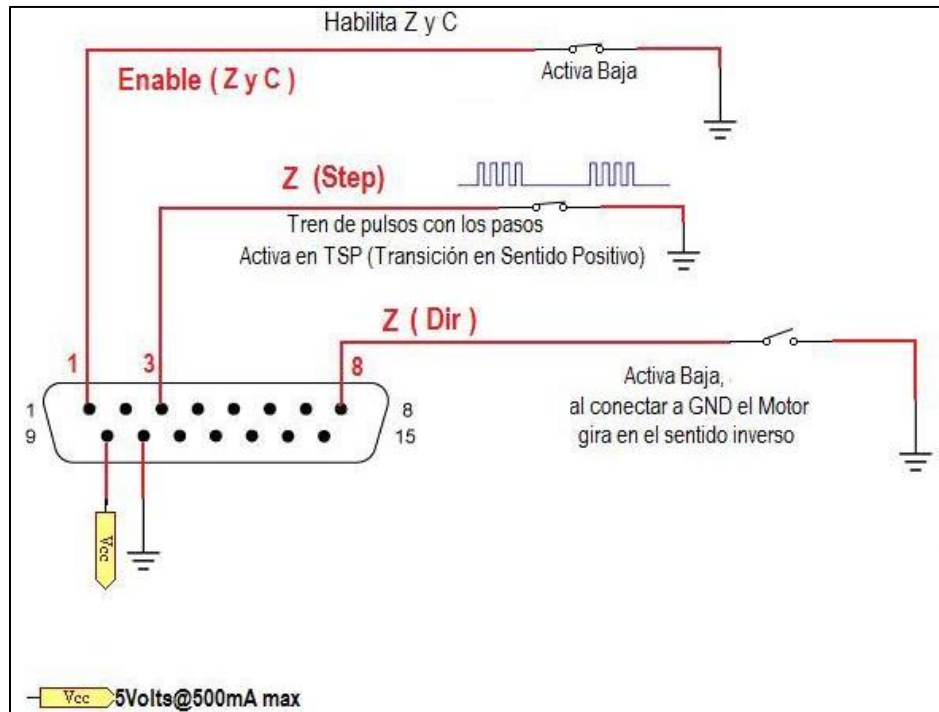 Habilita Z y C
Enable ( Z y C )
Activa Baja
Z (Step)
Tren de pulsos con los pasos
Activa en TSP (Transición en Sentido Positivo)
Z ( Dir )
1 3 8
Activa Baja,
al conectar a GND el Motor
gira en el sentido inverso
1 8
9 15
Vcc
Vcc 5Volts@500mA max